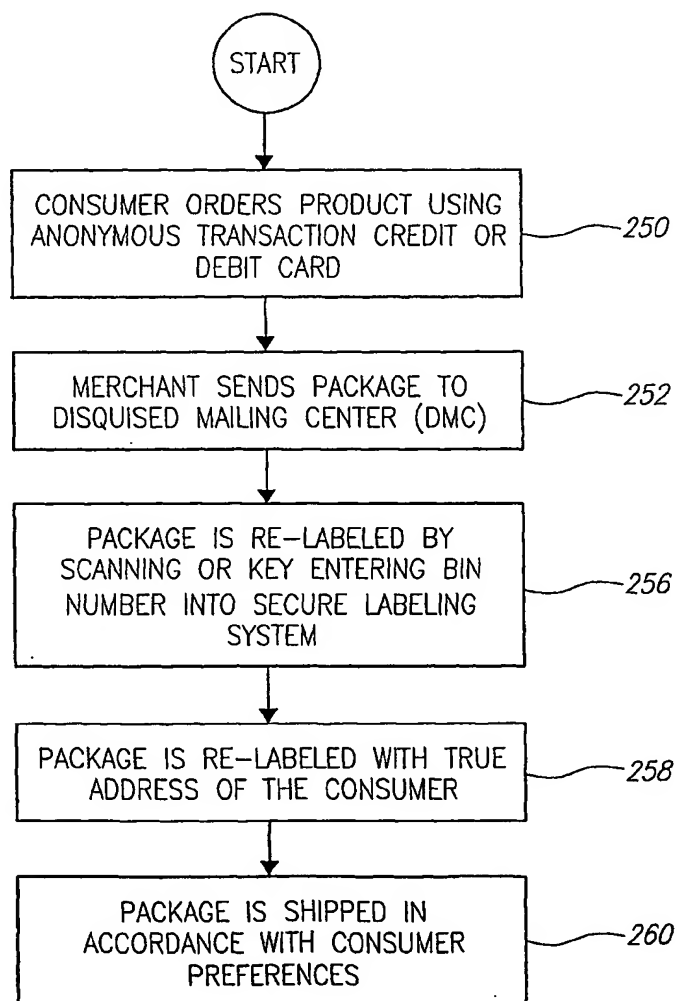 START
CONSUMER ORDERS PRODUCT USING
ANONYMOUS TRANSACTION CREDIT OR
DEBIT CARD
250
MERCHANT SENDS PACKAGE TO
DISQUISED MAILING CENTER (DMC)
252
PACKAGE IS RE-LABELED BY
SCANNING OR KEY ENTERING BIN
NUMBER INTO SECURE LABELING
SYSTEM
256
PACKAGE IS RE-LABELED WITH TRUE
ADDRESS OF THE CONSUMER
258
PACKAGE IS SHIPPED IN
ACCORDANCE WITH CONSUMER
PREFERENCES
260